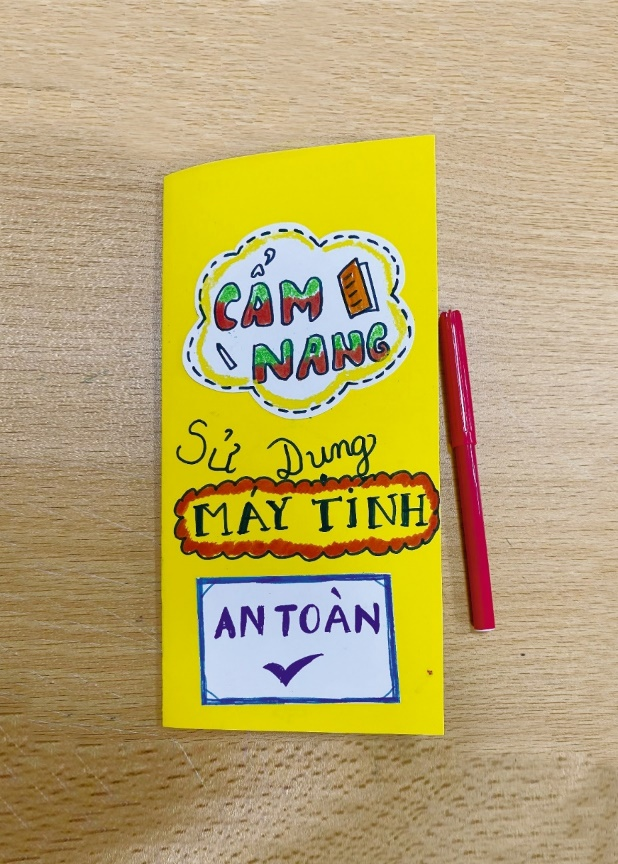 CẨM
NANG
Sử Dụng
MÁY TÍNH
AN TOÀN